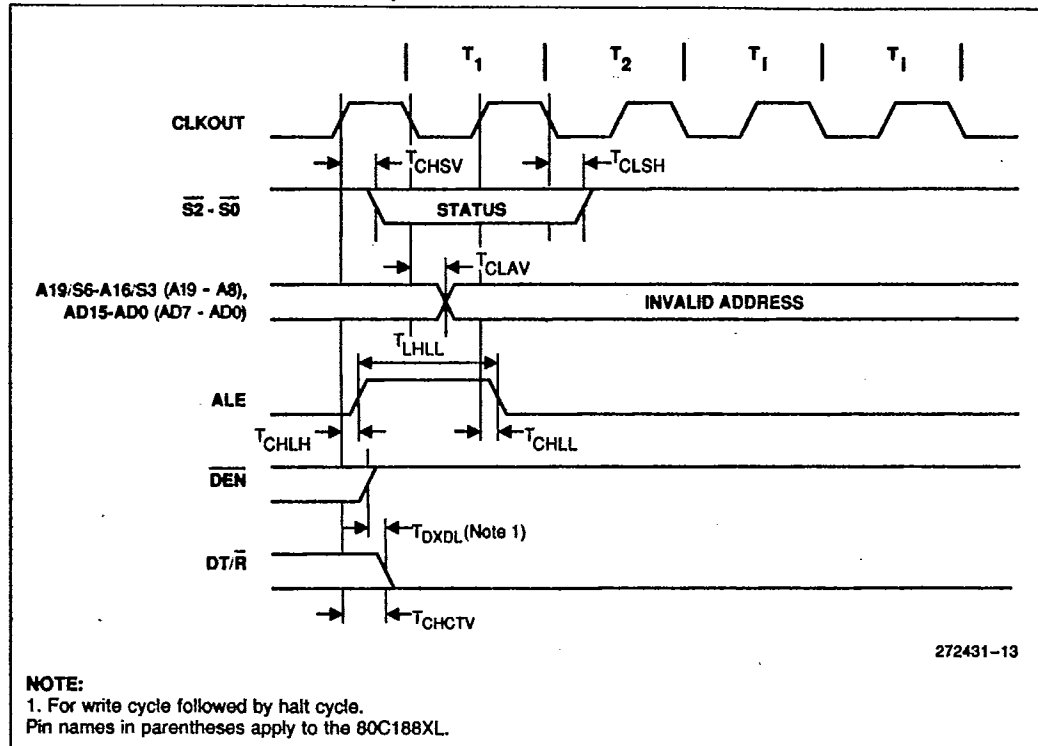 T1 T2 Ti Ti
CLKOUT
TCHSV TCLSH
S2 - S0 STATUS
TCLAV
A19/S6-A16/S3 (A19 - A8),
AD15-AD0 (AD7 - AD0) INVALID ADDRESS
TLHLL
ALE
TCHLH TCHLL
DEN
TDXDL (Note 1)
DT/R
TCHCTV
272431-13
NOTE:
1. For write cycle followed by halt cycle.
Pin names in parentheses apply to the 80C188XL.